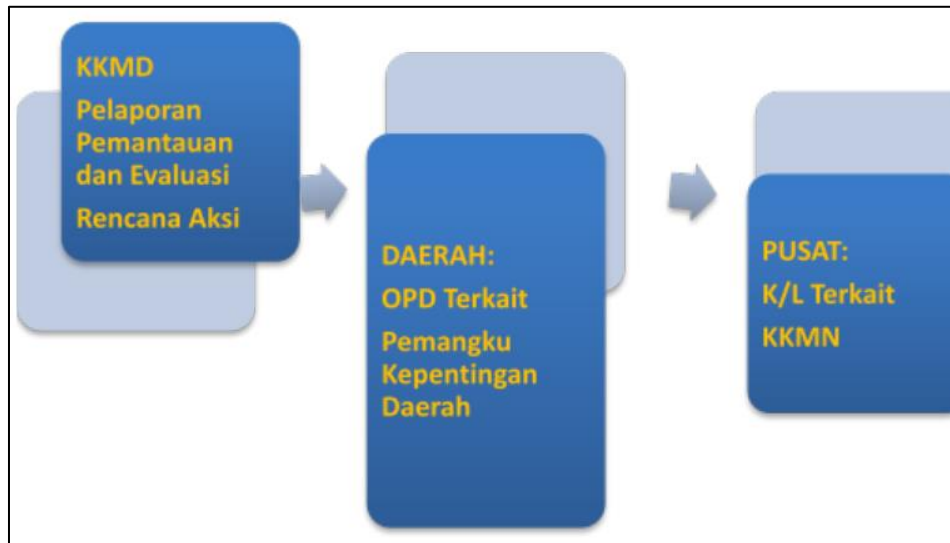 KKMD
Pelaporan
Pemantauan
dan Evaluasi
Rencana Aksi
DAERAH:
OPD Terkait
Pemangku
Kepentingan
Daerah
PUSAT:
K/L Terkait
KKMN